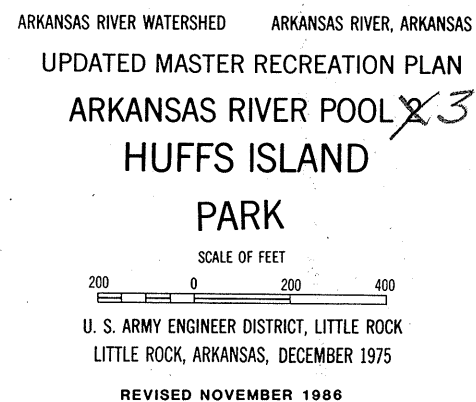 ARKANSAS RIVER WATERSHED ARKANSAS RIVER, ARKANSAS
UPDATED MASTER RECREATION PLAN
ARKANSAS RIVER POOL 2 3
HUFFS ISLAND
PARK
SCALE OF FEET
200 0 200 400
U. S. ARMY ENGINEER DISTRICT, LITTLE ROCK
LITTLE ROCK, ARKANSAS, DECEMBER 1975
REVISED NOVEMBER 1986